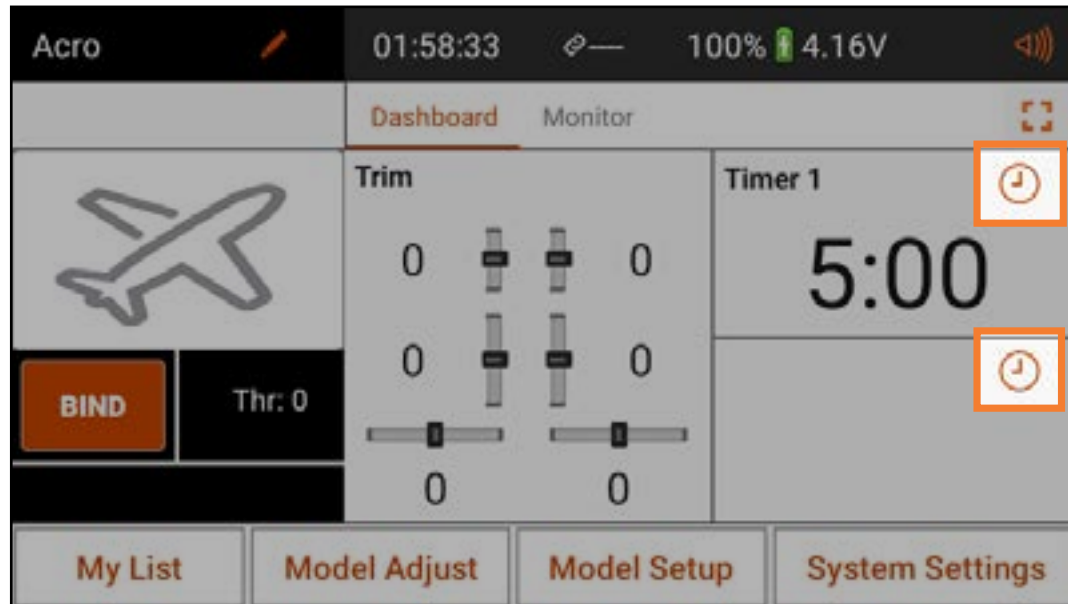 Acro
01:58:33
100% 4.16V
Dashboard Monitor
Trim
Timer 1
0 0
5:00
0 0
BIND
Thr: 0
0 0
My List
Model Adjust
Model Setup
System Settings